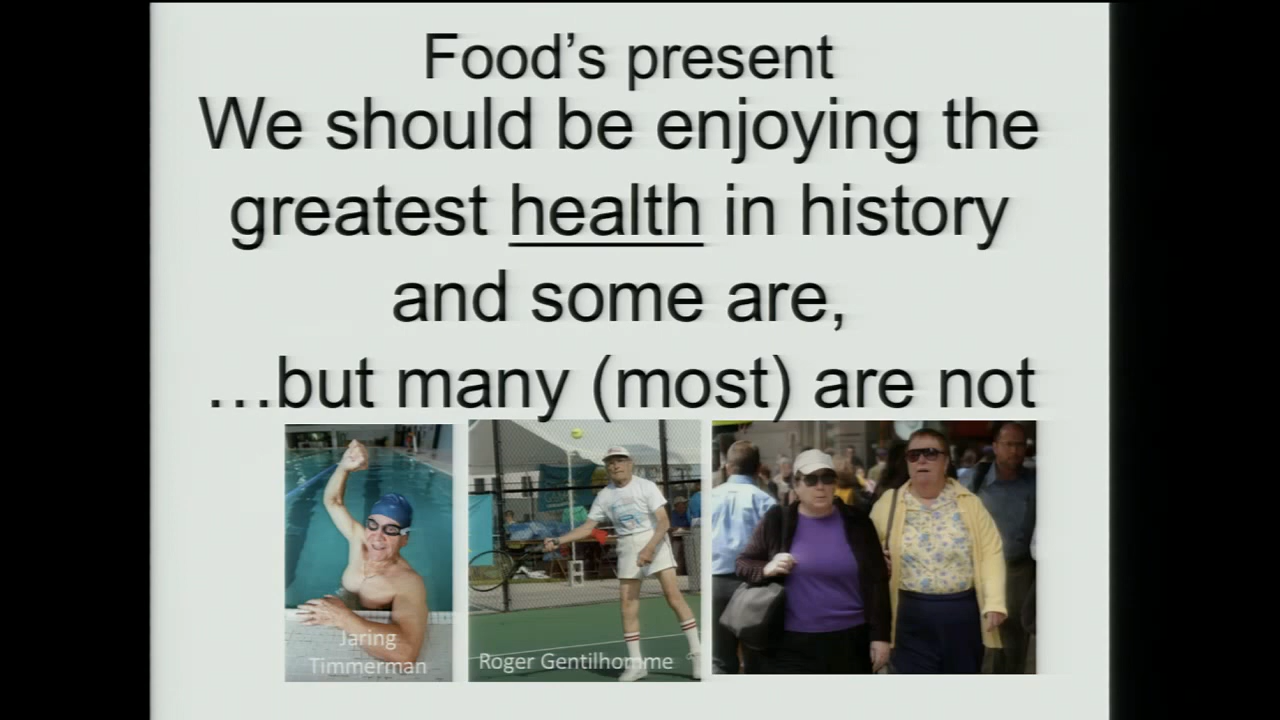 Food’s present
We should be enjoying the
greatest health in history
and some are,
…but many (most) are not
Jaring
Timmerman
Roger Gentilhomme